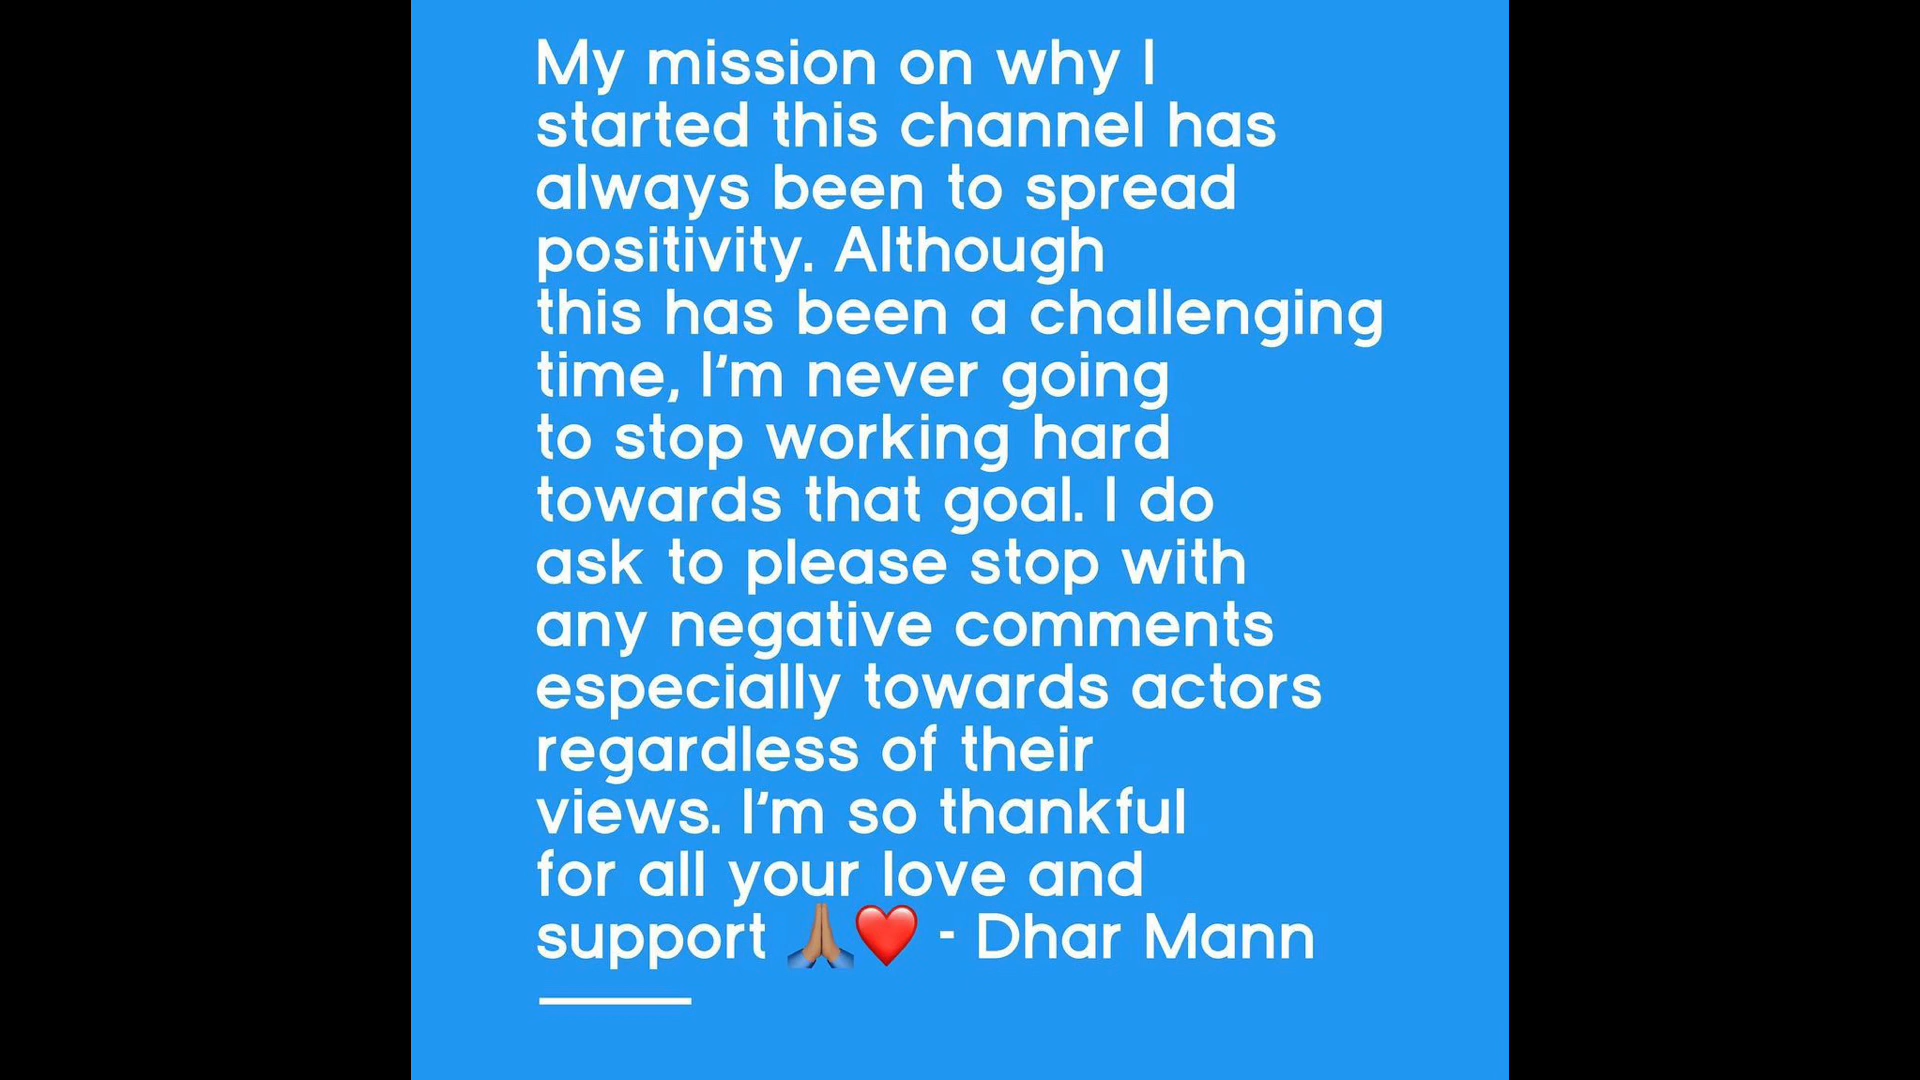 My mission on why I
started this channel has
always been to spread
positivity. Although
this has been a challenging
time, I’m never going
to stop working hard
towards that goal. I do
ask to please stop with
any negative comments
especially towards actors
regardless of their
views. I’m so thankful
for all your love and
support 🙏🏽❤️ - Dhar Mann